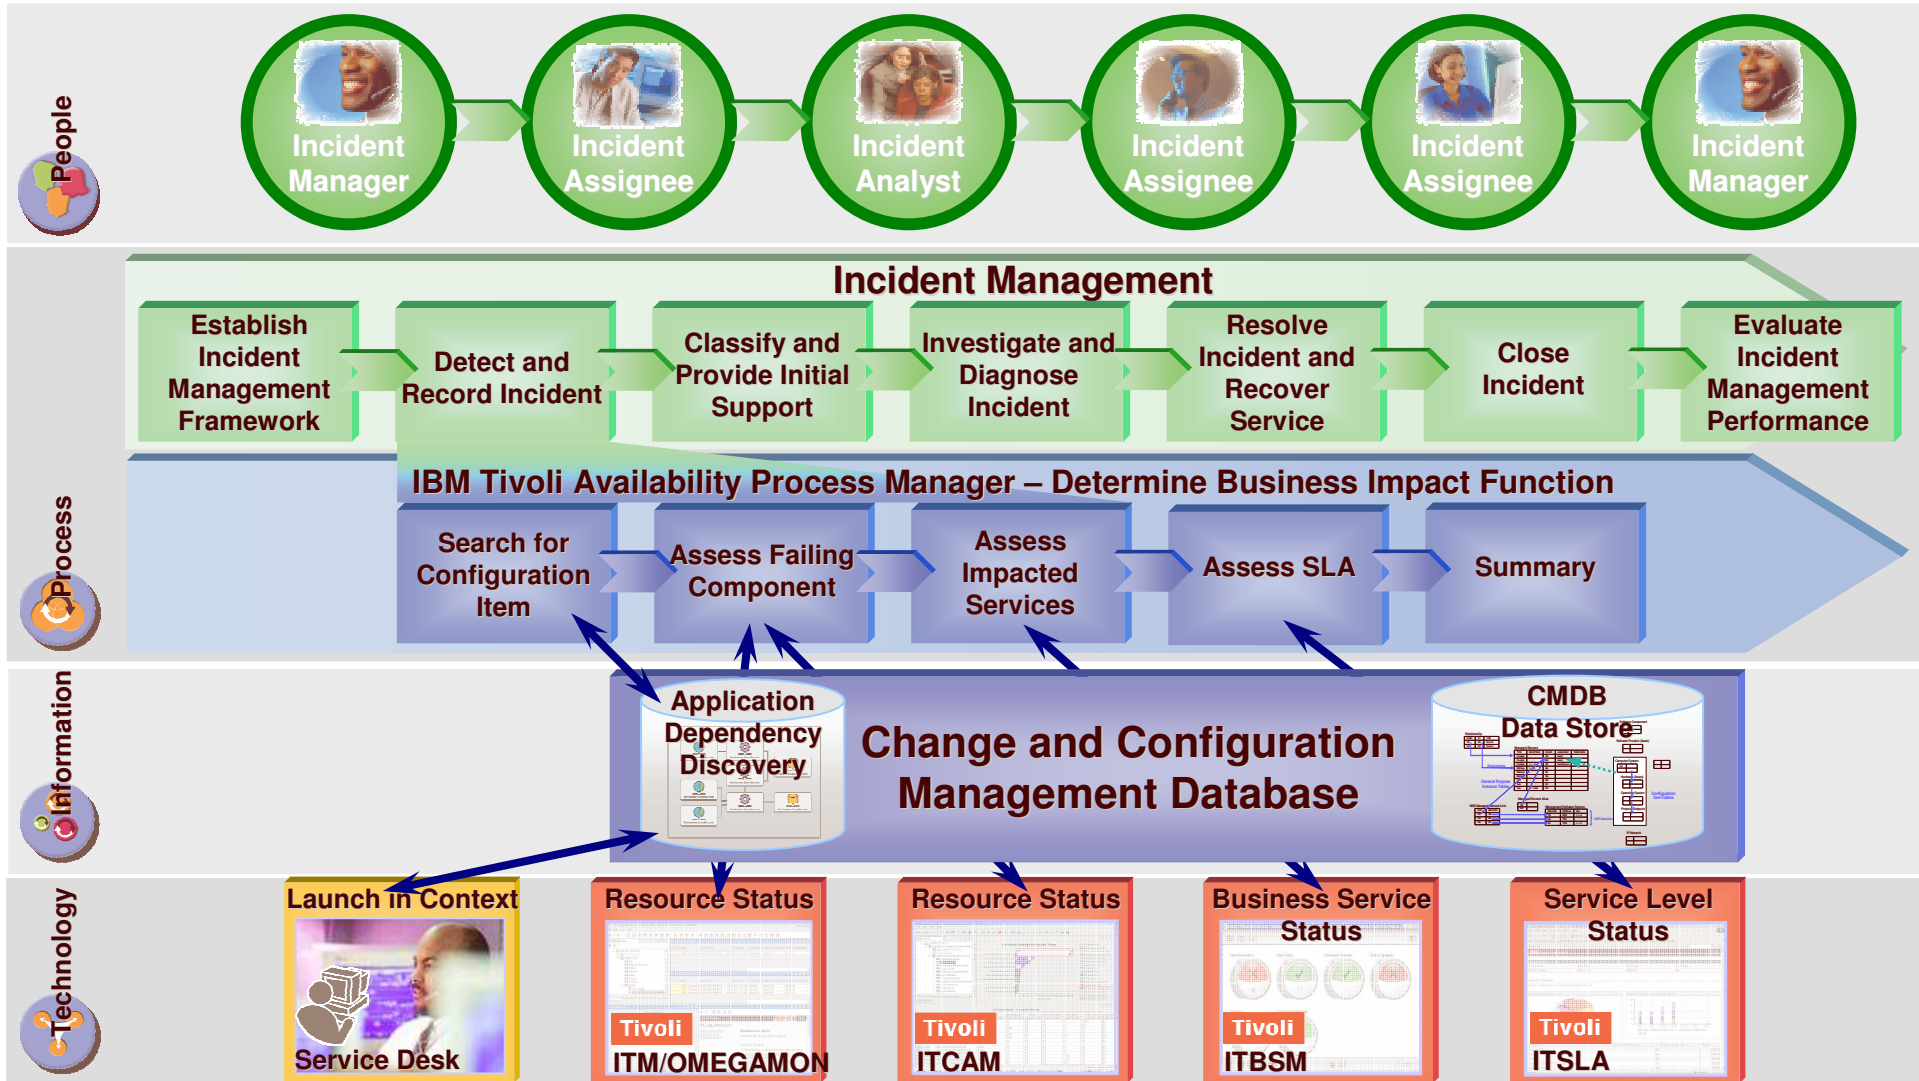 People
Incident
Manager
Incident
Assignee
Incident
Analyst
Incident
Assignee
Incident
Assignee
Incident
Manager
Process
Incident Management
Establish
Incident
Management
Framework
Detect and
Record Incident
Classify and
Provide Initial
Support
Investigate and
Diagnose
Incident
Resolve
Incident and
Recover
Service
Close
Incident
Evaluate
Incident
Management
Performance
IBM Tivoli Availability Process Manager – Determine Business Impact Function
Search for
Configuration
Item
Assess Failing
Component
Assess
Impacted
Services
Assess SLA
Summary
Information
Application
Dependency
Discovery
Change and Configuration
Management Database
CMDB
Data Store
Technology
Launch in Context
Service Desk
Resource Status
Tivoli
ITM/OMEGAMON
Resource Status
Tivoli
ITCAM
Business Service
Status
Tivoli
ITBSM
Service Level
Status
Tivoli
ITSLA